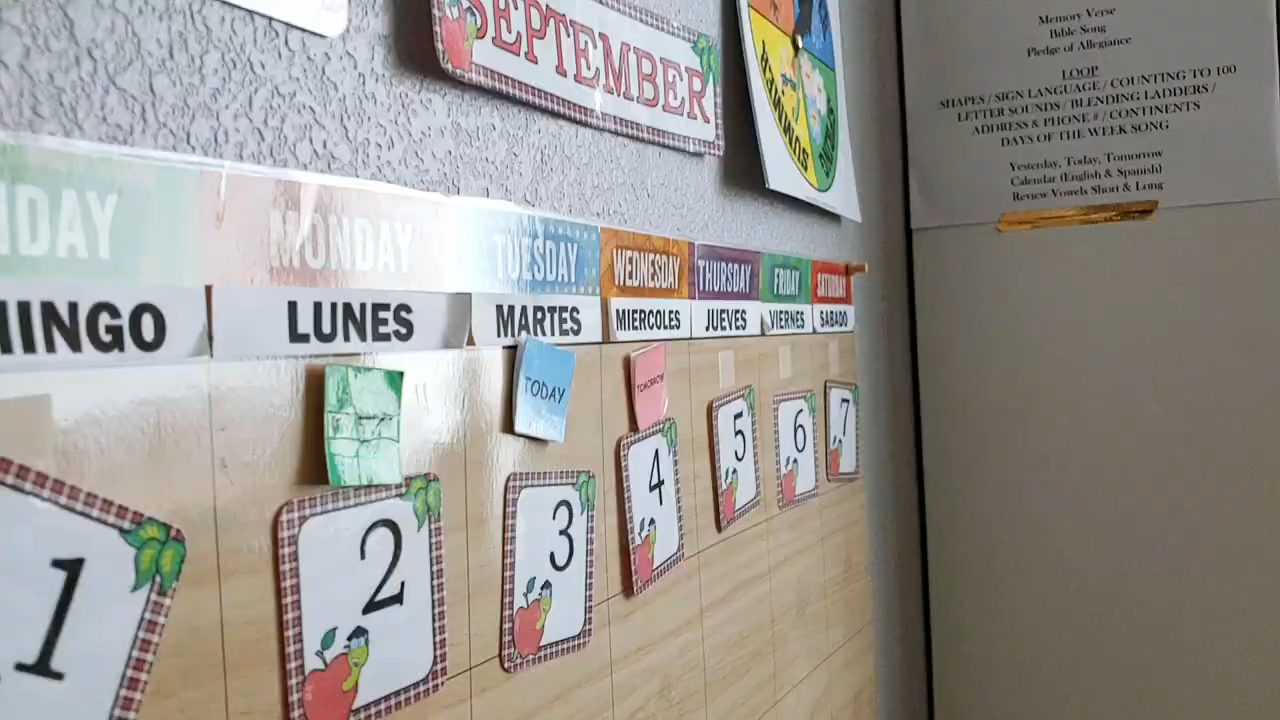 SEPTEMBER
SUMMER
SPRING
Memory Verse
Bible Song
Pledge of Allegiance
LOOP
SHAPES / SIGN LANGUAGE / COUNTING TO 100
LETTER SOUNDS / BLENDING LADDERS /
ADDRESS & PHONE # / CONTINENTS
DAYS OF THE WEEK SONG
Yesterday, Today, Tomorrow
Calendar (English & Spanish)
Review Vowels Short & Long
NDAY MONDAY TUESDAY WEDNESDAY THURSDAY FRIDAY SATURDAY
MINGO LUNES MARTES MIERCOLES JUEVES VIERNES SABADO
TODAY TOMORROW
1 2 3 4 5 6 7